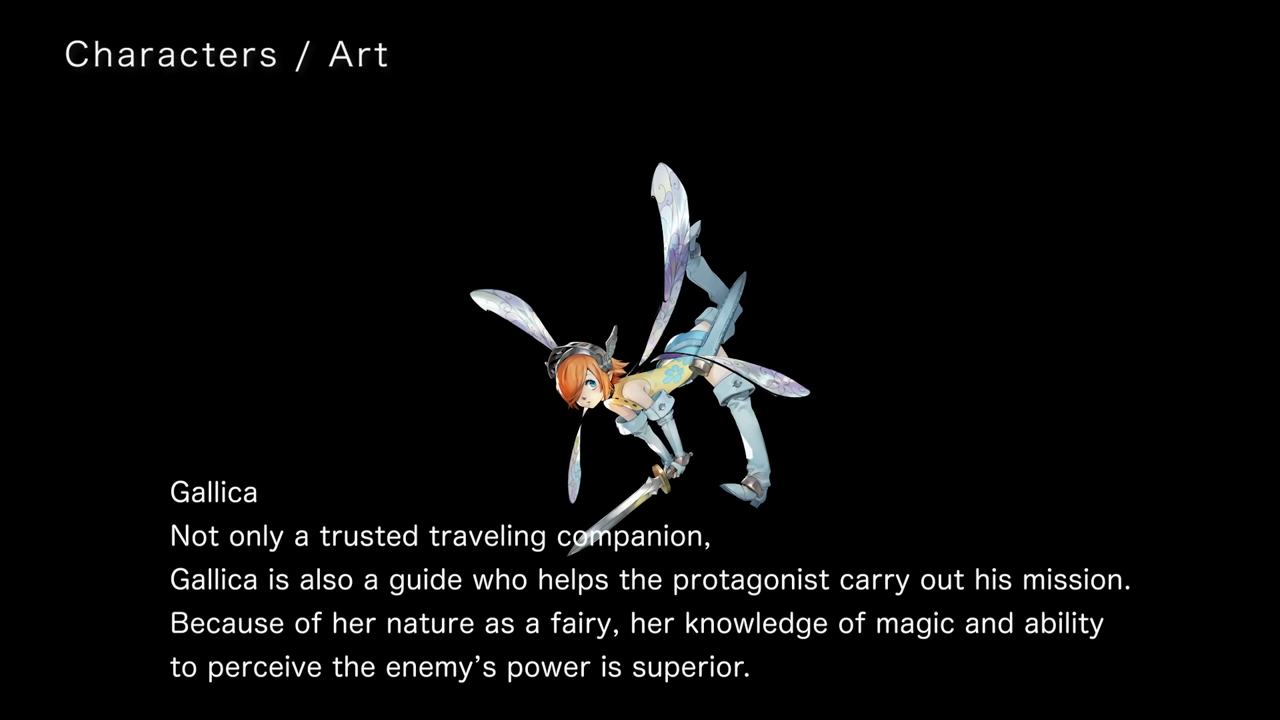 Characters / Art
Gallica
Not only a trusted traveling companion,
Gallica is also a guide who helps the protagonist carry out his mission.
Because of her nature as a fairy, her knowledge of magic and ability
to perceive the enemy’s power is superior.